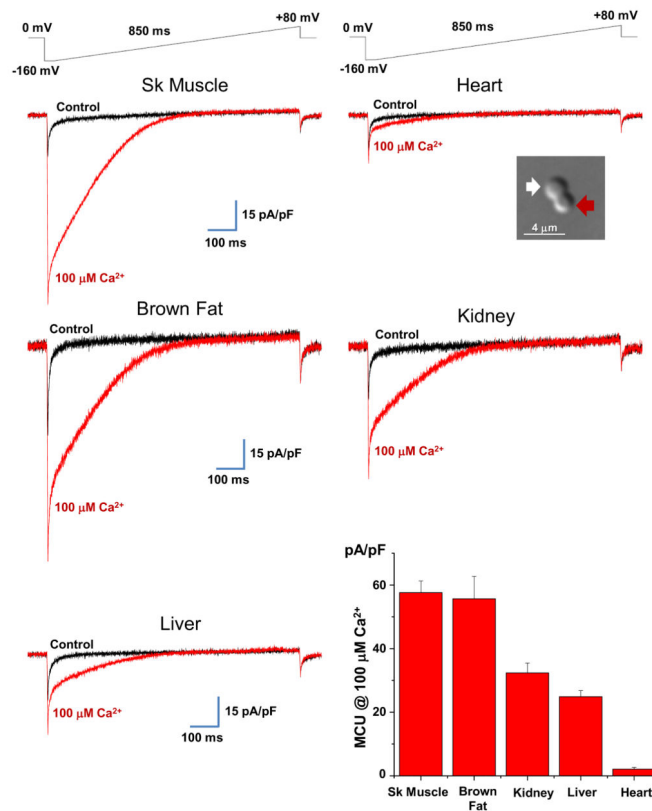 0 mV
850 ms
+80 mV
-160 mV
0 mV
850 ms
+80 mV
-160 mV
Sk Muscle
Control
100 μM Ca²⁺
15 pA/pF
100 ms
Heart
Control
100 μM Ca²⁺
4 μm
Brown Fat
Control
100 μM Ca²⁺
15 pA/pF
100 ms
Kidney
Control
100 μM Ca²⁺
Liver
Control
100 μM Ca²⁺
15 pA/pF
100 ms
pA/pF
MCU @ 100 μM Ca²⁺
60
40
20
0
Sk Muscle Brown Kidney Liver Heart
Fat